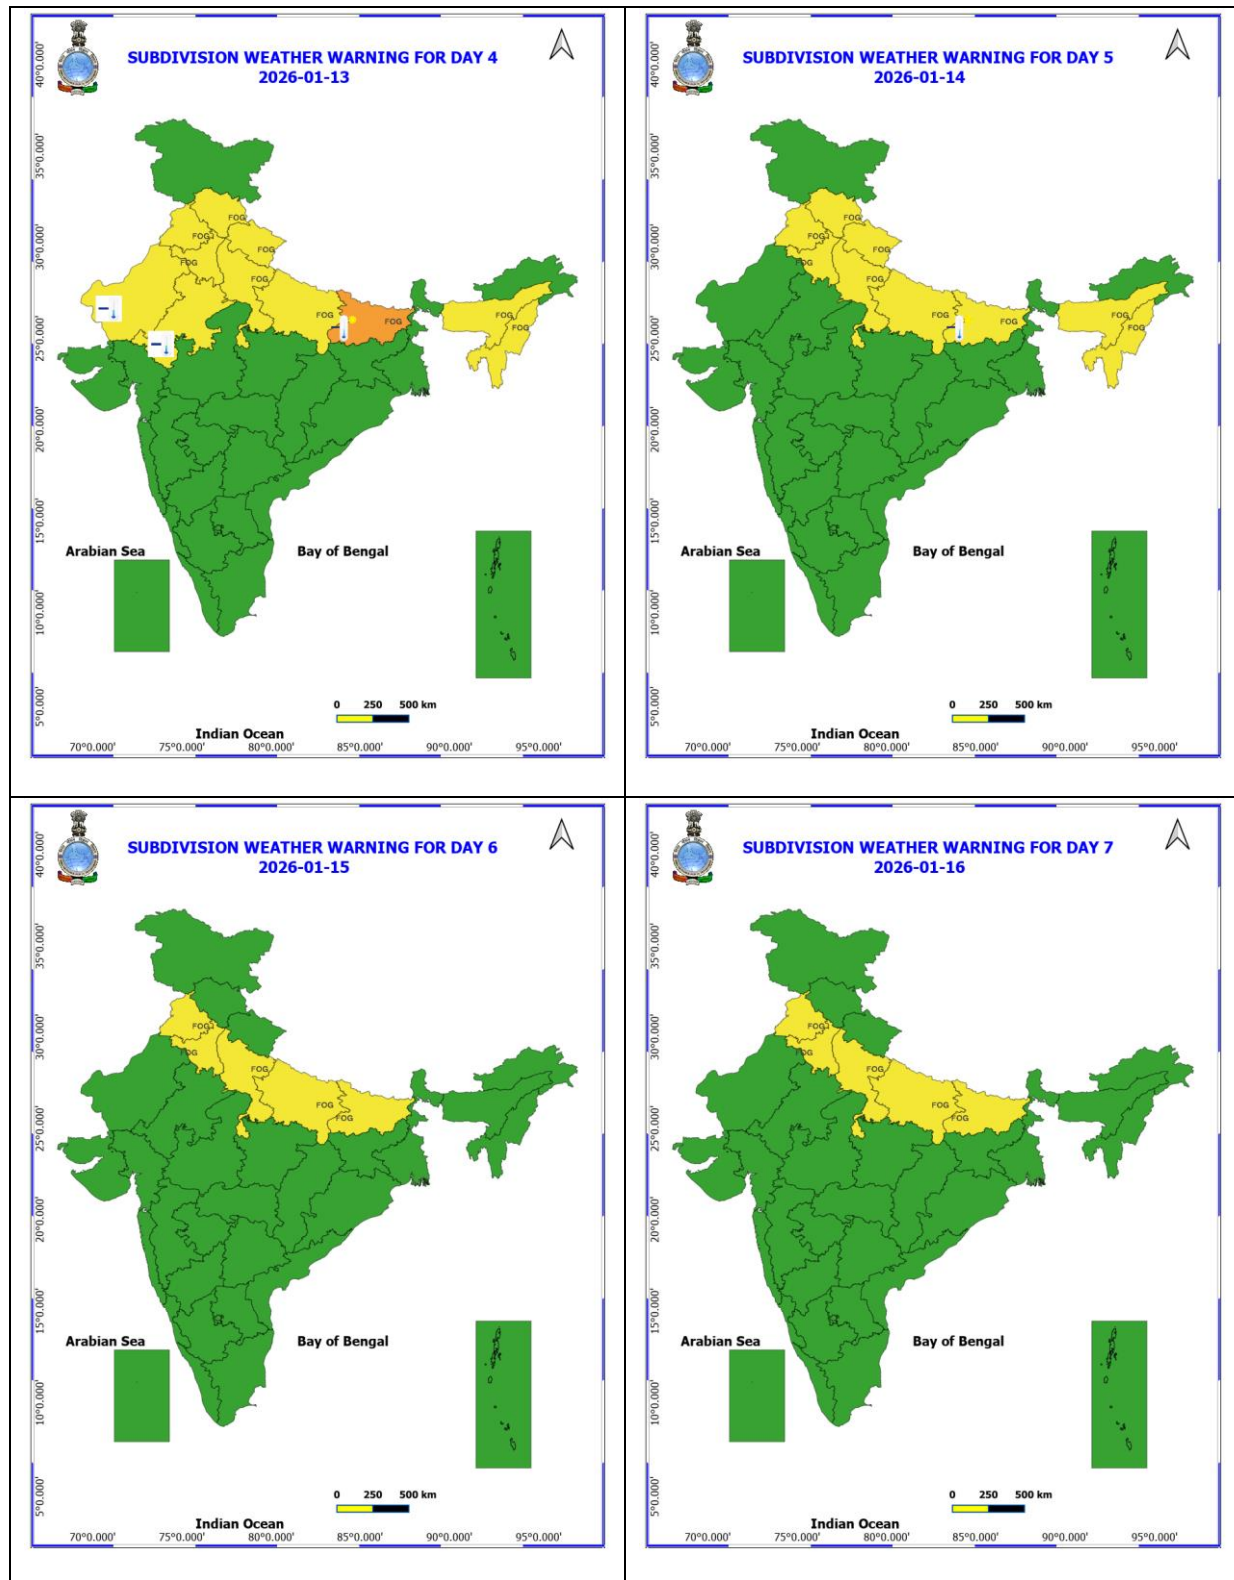 SUBDIVISION WEATHER WARNING FOR DAY 4
2026-01-13
40°0.000'
35°0.000'
30°0.000'
25°0.000'
20°0.000'
15°0.000'
10°0.000'
5°0.000'
FOG
FOG
FOG
FOG
FOG
FOG
FOG
FOG
FOG
Arabian Sea
Bay of Bengal
0 250 500 km
Indian Ocean
70°0.000' 75°0.000' 80°0.000' 85°0.000' 90°0.000' 95°0.000'
SUBDIVISION WEATHER WARNING FOR DAY 5
2026-01-14
40°0.000'
35°0.000'
30°0.000'
25°0.000'
20°0.000'
15°0.000'
10°0.000'
5°0.000'
FOG
FOG
FOG
FOG
FOG
FOG
FOG
FOG
FOG
Arabian Sea
Bay of Bengal
0 250 500 km
Indian Ocean
70°0.000' 75°0.000' 80°0.000' 85°0.000' 90°0.000' 95°0.000'
SUBDIVISION WEATHER WARNING FOR DAY 6
2026-01-15
40°0.000'
35°0.000'
30°0.000'
25°0.000'
20°0.000'
15°0.000'
10°0.000'
5°0.000'
FOG
FOG
FOG
FOG
FOG
Arabian Sea
Bay of Bengal
0 250 500 km
Indian Ocean
70°0.000' 75°0.000' 80°0.000' 85°0.000' 90°0.000' 95°0.000'
SUBDIVISION WEATHER WARNING FOR DAY 7
2026-01-16
40°0.000'
35°0.000'
30°0.000'
25°0.000'
20°0.000'
15°0.000'
10°0.000'
5°0.000'
FOG
FOG
FOG
FOG
FOG
Arabian Sea
Bay of Bengal
0 250 500 km
Indian Ocean
70°0.000' 75°0.000' 80°0.000' 85°0.000' 90°0.000' 95°0.000'